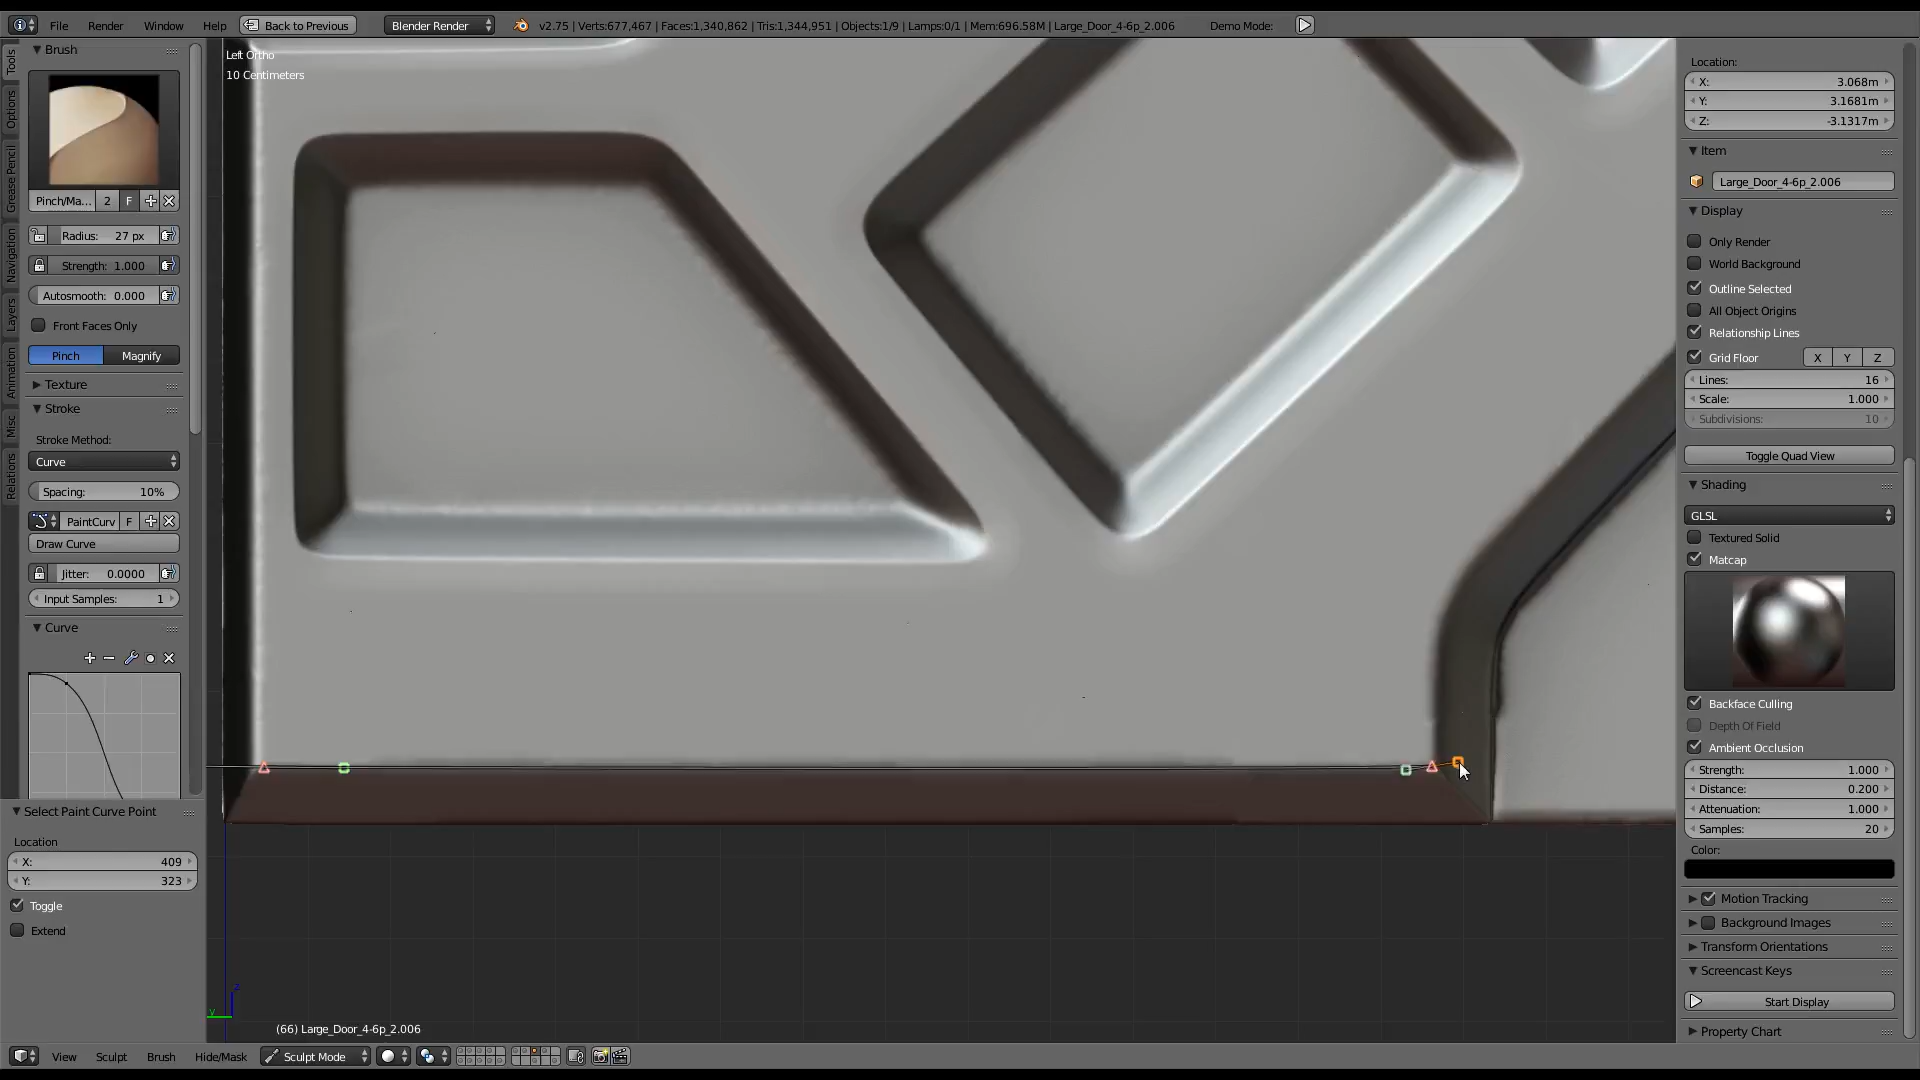 File Render Window Help Back to Previous Blender Render v2.75 | Verts:677,467 | Faces:1,340,862 | Tris:1,344,951 | Objects:1/9 | Lamps:0/1 | Mem:696.58M | Large_Door_4-6p_2.006 Demo Mode:
Tools
Options
Grease Pencil
Navigation
Layers
Animation
Misc
Relations
Brush
Pinch/Ma... 2 F
Radius: 27 px
Strength: 1.000
Autosmooth: 0.000
Front Faces Only
Pinch Magnify
Texture
Stroke
Stroke Method:
Curve
Spacing: 10%
PaintCurv F
Draw Curve
Jitter: 0.0000
Input Samples: 1
Curve
Select Paint Curve Point
Location
X: 409
Y: 323
Toggle
Extend
Left Ortho
10 Centimeters
z
y
(66) Large_Door_4-6p_2.006
View Sculpt Brush Hide/Mask Sculpt Mode
Location:
X: 3.068m
Y: 3.1681m
Z: -3.1317m
Item
Large_Door_4-6p_2.006
Display
Only Render
World Background
Outline Selected
All Object Origins
Relationship Lines
Grid Floor X Y Z
Lines: 16
Scale: 1.000
Subdivisions: 10
Toggle Quad View
Shading
GLSL
Textured Solid
Matcap
Backface Culling
Depth Of Field
Ambient Occlusion
Strength: 1.000
Distance: 0.200
Attenuation: 1.000
Samples: 20
Color:
Motion Tracking
Background Images
Transform Orientations
Screencast Keys
Start Display
Property Chart